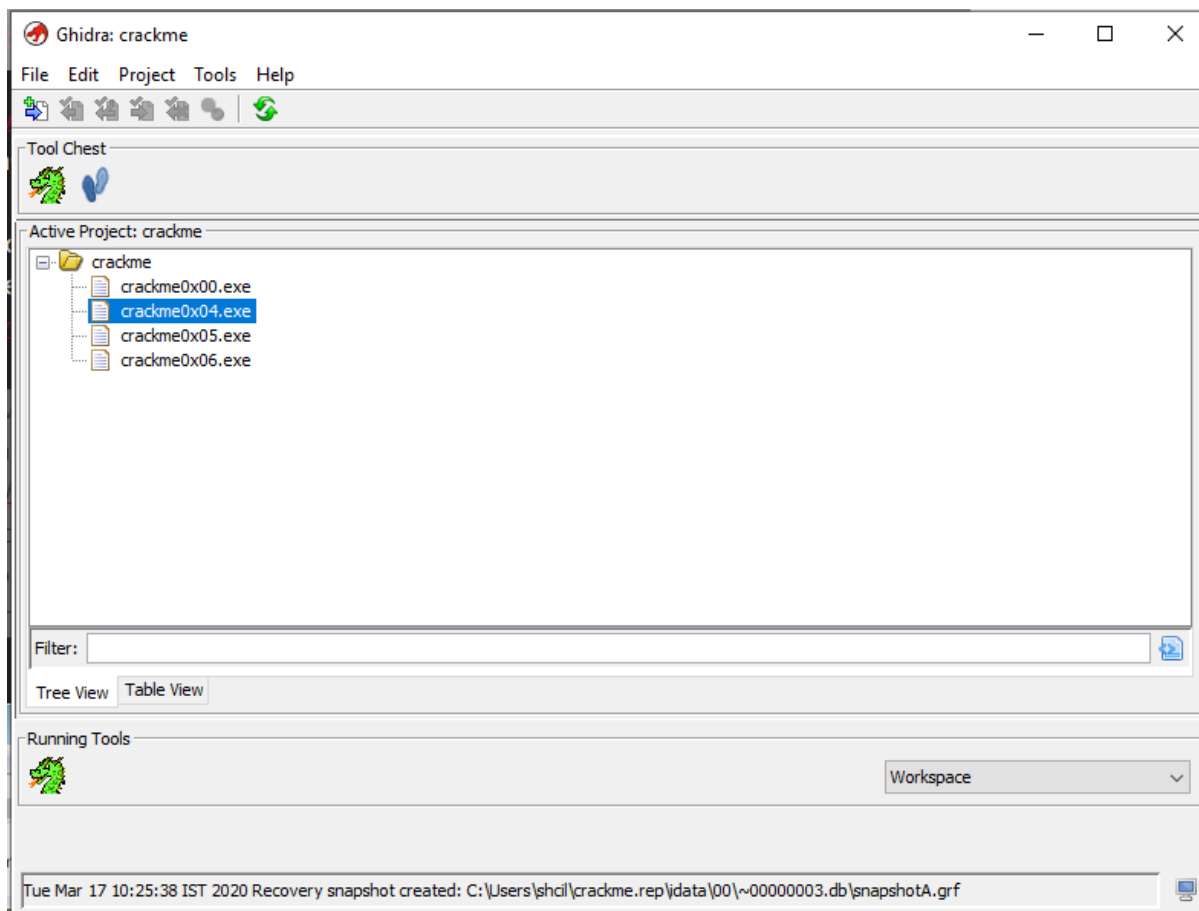 Ghidra: crackme
File Edit Project Tools Help
Tool Chest
Active Project: crackme
crackme
crackme0x00.exe
crackme0x04.exe
crackme0x05.exe
crackme0x06.exe
Filter:
Tree View Table View
Running Tools
Workspace
Tue Mar 17 10:25:38 IST 2020 Recovery snapshot created: C:\Users\shcil\crackme.rep\idata\00\~00000003.db\snapshotA.grf